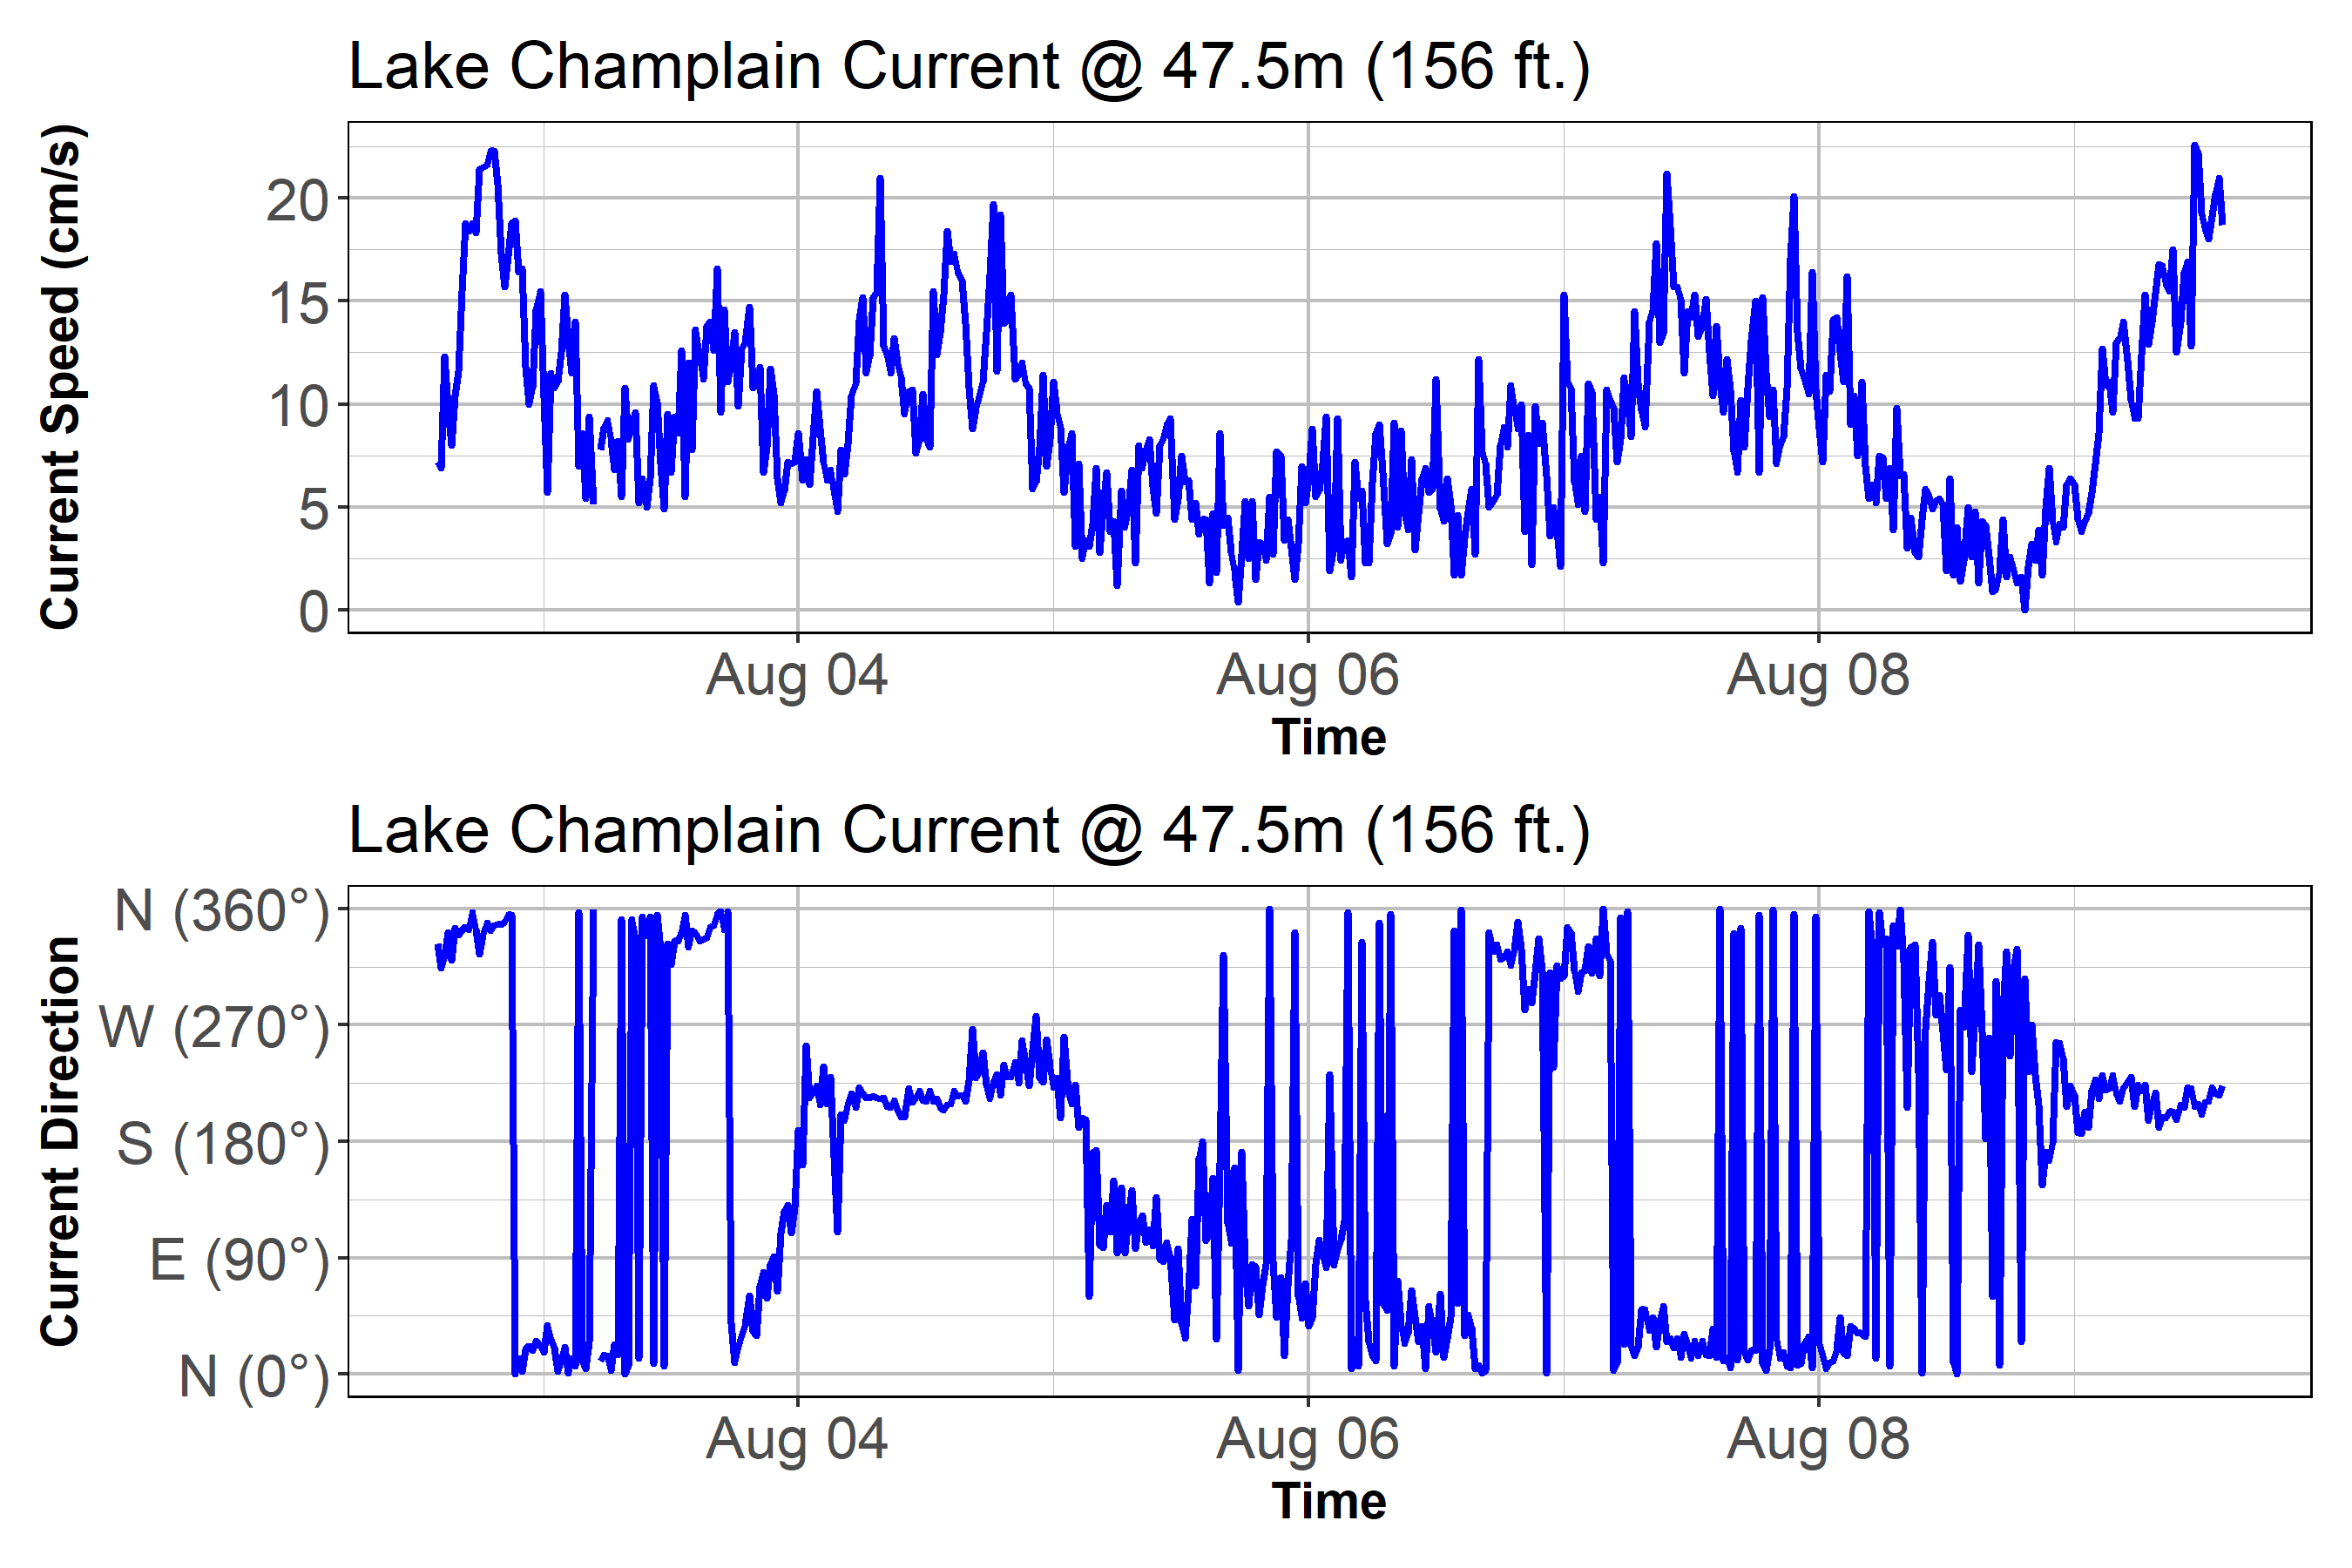 Lake Champlain Current @ 47.5m (156 ft.)
Current Speed (cm/s)
20
15
10
5
0
Aug 04
Aug 06
Aug 08
Time
Lake Champlain Current @ 47.5m (156 ft.)
Current Direction
N (360°)
W (270°)
S (180°)
E (90°)
N (0°)
Aug 04
Aug 06
Aug 08
Time